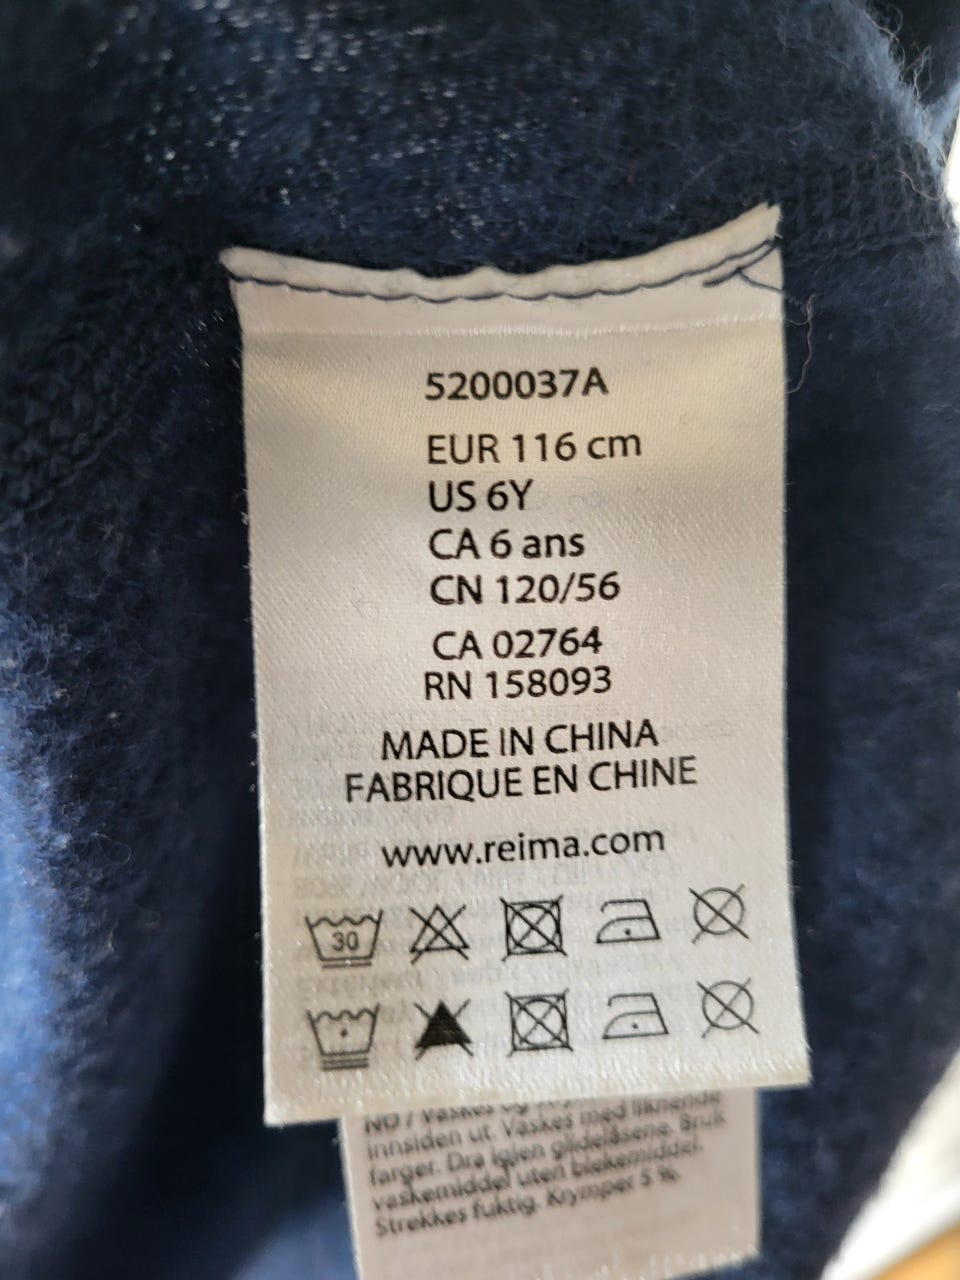 5200037A
EUR 116 cm
US 6Y
CA 6 ans
CN 120/56
CA 02764
RN 158093
MADE IN CHINA
FABRIQUE EN CHINE
www.reima.com
30
NO / Vaskes og
innsiden ut. Vaskes med liknende
farger. Dra igjen glidelåsene. Bruk
vaskemiddel uten blekemiddel.
Strekkes fuktig. Krymper 5 %.